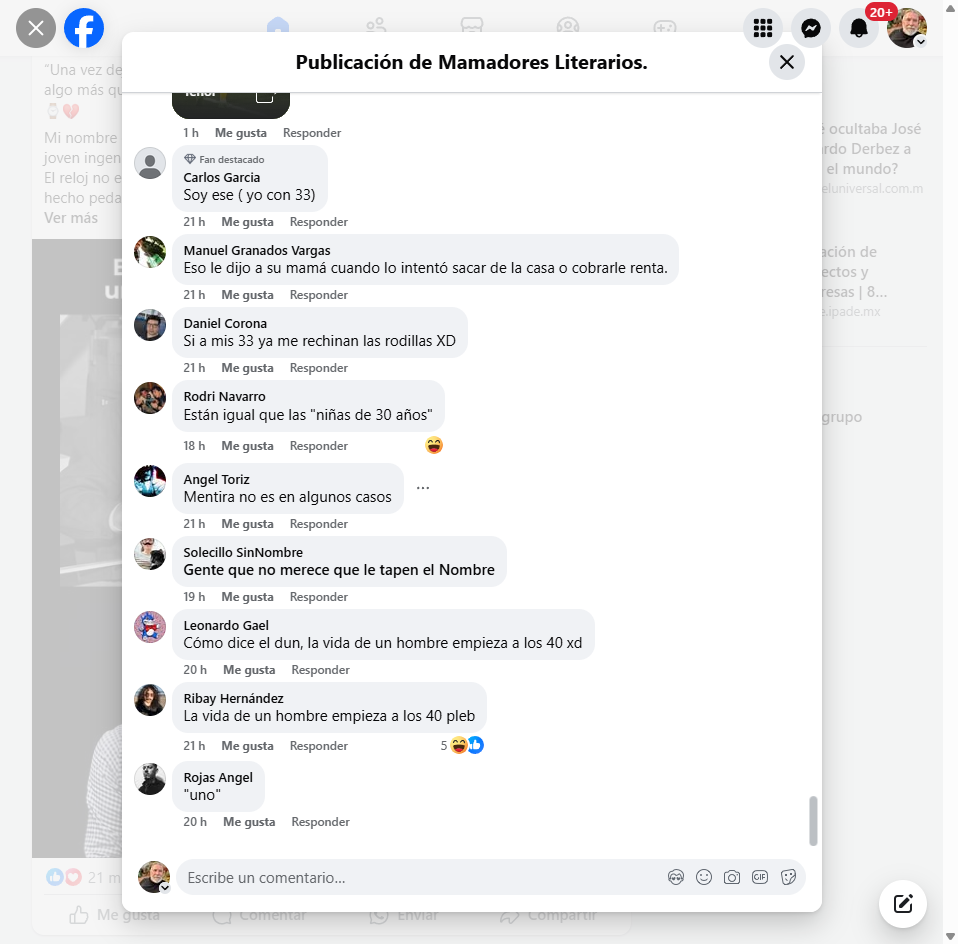 20+
Publicación de Mamadores Literarios.
"Una vez de
algo más qu
Mi nombre
joven ingen
El reloj no e
hecho peda
Ver más
é ocultaba José
rdo Derbez a
el mundo?
eluniversal.com.m
ación de
ectos y
resas | 8...
e.ipade.mx
grupo
Tenor
1 h Me gusta Responder
Fan destacado
Carlos Garcia
Soy ese ( yo con 33)
21 h Me gusta Responder
Manuel Granados Vargas
Eso le dijo a su mamá cuando lo intentó sacar de la casa o cobrarle renta.
21 h Me gusta Responder
Daniel Corona
Si a mis 33 ya me rechinan las rodillas XD
21 h Me gusta Responder
Rodri Navarro
Están igual que las "niñas de 30 años"
18 h Me gusta Responder
Angel Toriz
Mentira no es en algunos casos
21 h Me gusta Responder
Solecillo SinNombre
Gente que no merece que le tapen el Nombre
19 h Me gusta Responder
Leonardo Gael
Cómo dice el dun, la vida de un hombre empieza a los 40 xd
20 h Me gusta Responder
Ribay Hernández
La vida de un hombre empieza a los 40 pleb
21 h Me gusta Responder 5
Rojas Angel
"uno"
20 h Me gusta Responder
Escribe un comentario...
GIF
21 m
Me gusta Comentar Enviar Compartir